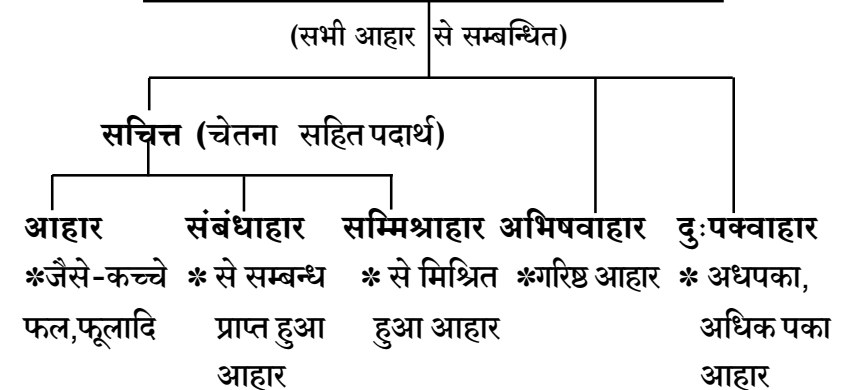 (सभी आहार से सम्बन्धित)
सचित्त (चेतना सहित पदार्थ)
आहार संबंधाहार सम्मिश्राहार अभिषवाहार दुःपक्वाहार
*जैसे-कच्चे * से सम्बन्ध * से मिश्रित *गरिष्ठ आहार * अधपका,
फल,फूलादि प्राप्त हुआ हुआ आहार अधिक पका
आहार आहार